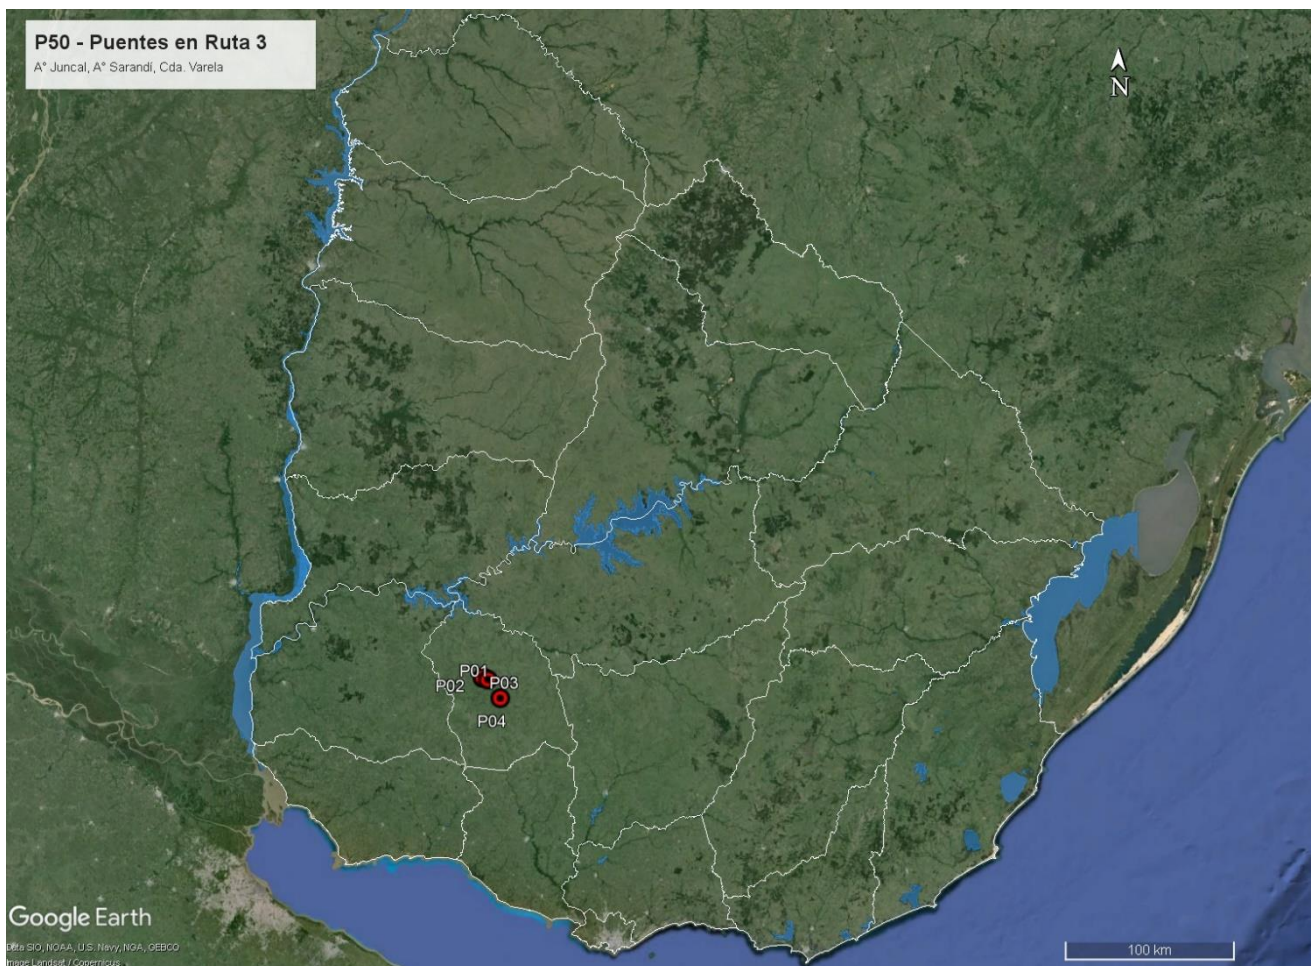 P50 - Puentes en Ruta 3
A° Juncal, A° Sarandí, Cda. Varela
N
P01
P02
P03
P04
Google Earth
Data SIO, NOAA, U.S. Navy, NGA, GEBCO
Image Landsat / Copernicus
100 km